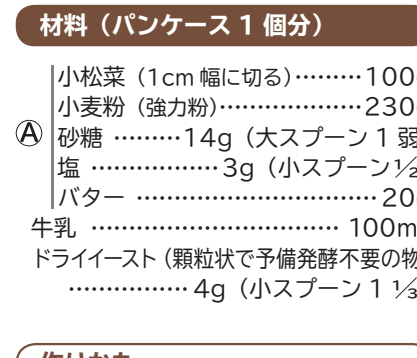 材料（パンケース 1 個分）
小松菜（1cm 幅に切る）………100
小麦粉（強力粉）…………………230
Ⓐ 砂糖 ………14g（大スプーン 1 弱
塩 ………………3g（小スプーン½
バター ……………………………20
牛乳 ……………………………… 100m
ドライイースト（顆粒状で予備発酵不要の物
……………… 4g（小スプーン 1 ⅓